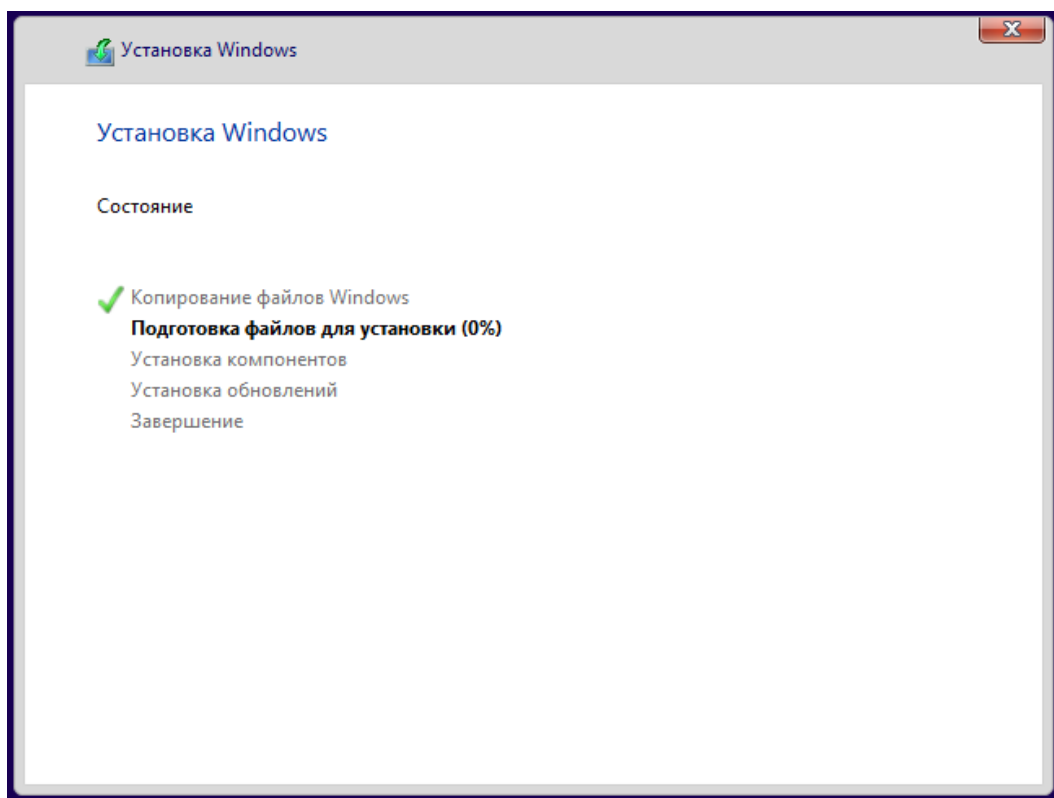 Установка Windows
Установка Windows
Состояние
Копирование файлов Windows
Подготовка файлов для установки (0%)
Установка компонентов
Установка обновлений
Завершение